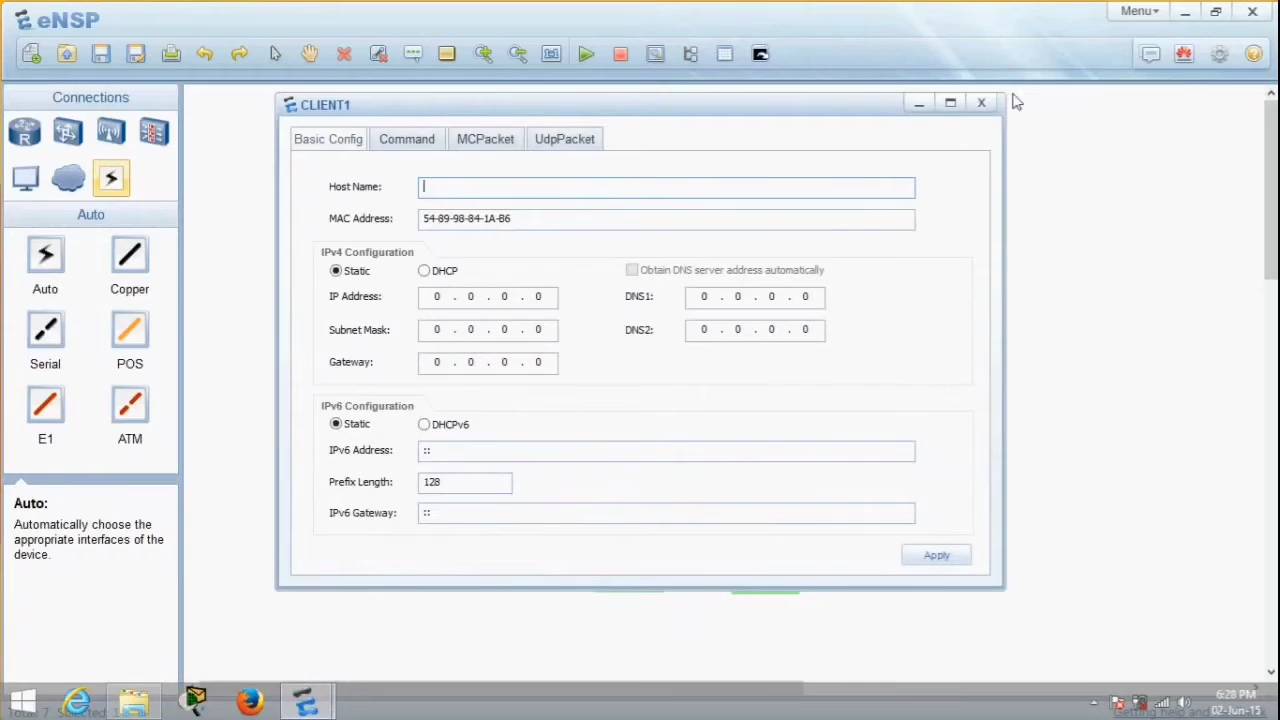 eNSP
Menu
Connections
R
Auto
Auto
Copper
Serial
POS
E1
ATM
Auto:
Automatically choose the
appropriate interfaces of the
device.
CLIENT1
Basic Config
Command
MCPacket
UdpPacket
Host Name:
MAC Address:
54-89-98-84-1A-B6
IPv4 Configuration
Static
DHCP
Obtain DNS server address automatically
IP Address:
0 . 0 . 0 . 0
DNS1:
0 . 0 . 0 . 0
Subnet Mask:
0 . 0 . 0 . 0
DNS2:
0 . 0 . 0 . 0
Gateway:
0 . 0 . 0 . 0
IPv6 Configuration
Static
DHCPv6
IPv6 Address:
::
Prefix Length:
128
IPv6 Gateway:
::
Apply
6:28 PM
02-Jun-15